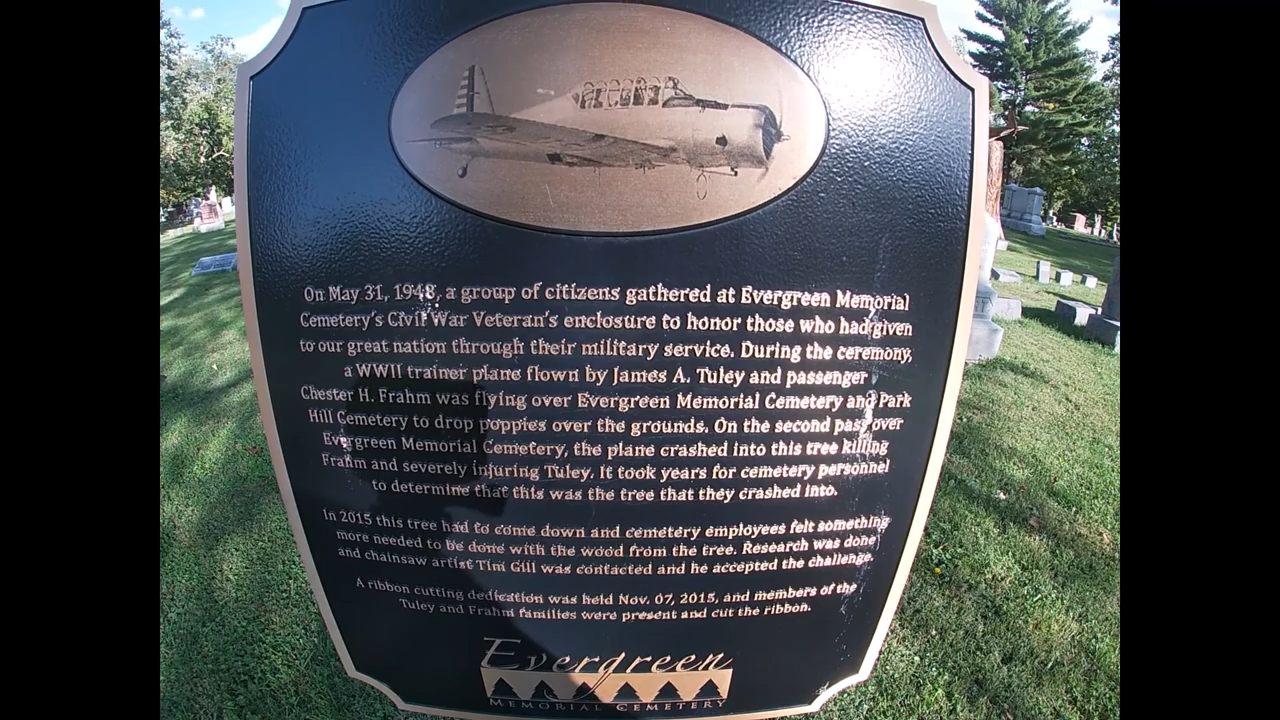 On May 31, 1948, a group of citizens gathered at Evergreen Memorial
Cemetery's Civil War Veteran's enclosure to honor those who had given
to our great nation through their military service. During the ceremony,
a WWII trainer plane flown by James A. Tuley and passenger
Chester H. Frahm was flying over Evergreen Memorial Cemetery and Park
Hill Cemetery to drop poppies over the grounds. On the second pass over
Evergreen Memorial Cemetery, the plane crashed into this tree killing
Frahm and severely injuring Tuley. It took years for cemetery personnel
to determine that this was the tree that they crashed into.
In 2015 this tree had to come down and cemetery employees felt something
more needed to be done with the wood from the tree. Research was done
and chainsaw artist Tim Gill was contacted and he accepted the challenge.
A ribbon cutting dedication was held Nov. 07, 2015, and members of the
Tuley and Frahm families were present and cut the ribbon.
Evergreen
MEMORIAL CEMETERY